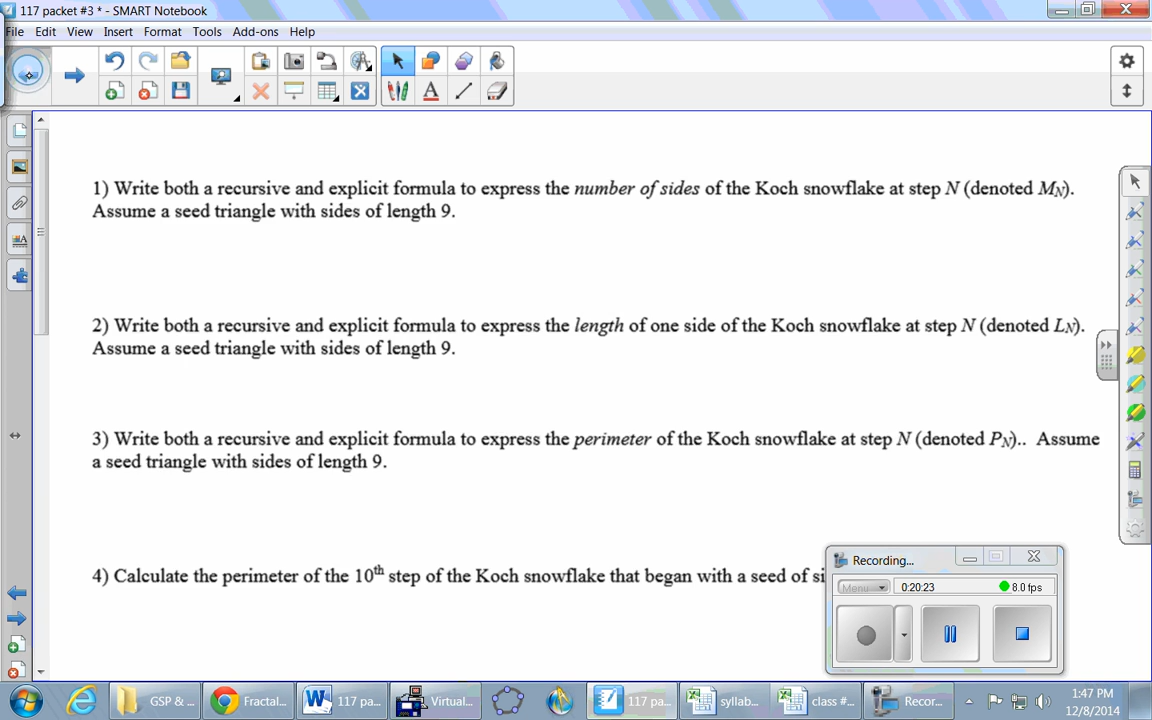 117 packet #3 * - SMART Notebook
File Edit View Insert Format Tools Add-ons Help
1) Write both a recursive and explicit formula to express the number of sides of the Koch snowflake at step N (denoted MN).
Assume a seed triangle with sides of length 9.
2) Write both a recursive and explicit formula to express the length of one side of the Koch snowflake at step N (denoted LN).
Assume a seed triangle with sides of length 9.
3) Write both a recursive and explicit formula to express the perimeter of the Koch snowflake at step N (denoted PN).. Assume
a seed triangle with sides of length 9.
4) Calculate the perimeter of the 10th step of the Koch snowflake that began with a seed of si
Recording...
Menu 0:20:23 8.0 fps
GSP & ... Fractal... 117 pa... Virtual... 117 pa... syllab... class #... Recor... 1:47 PM
12/8/2014